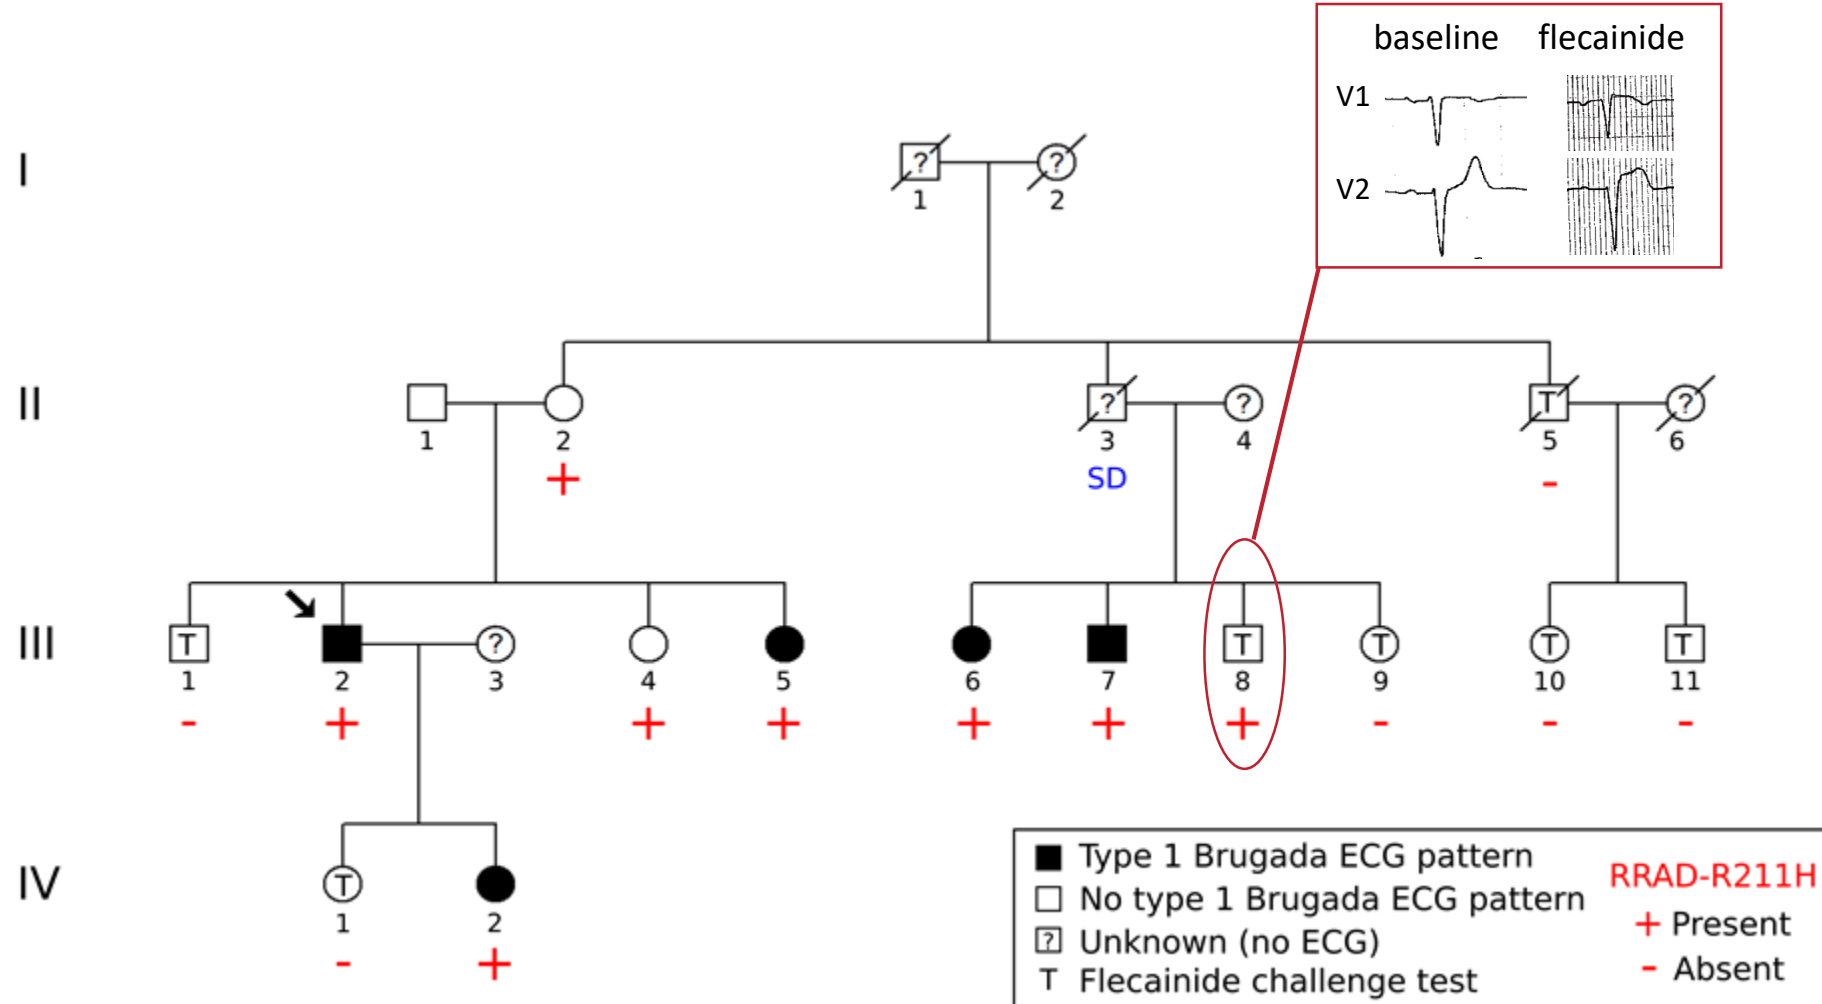 baseline flecainide
V1
V2
I
? ?
1 2
II
? ? T ?
1 2 3 4 5 6
+ SD -
III
T ? T T T T
1 2 3 4 5 6 7 8 9 10 11
- + + + + + + - - -
IV
T
1 2
- +
Type 1 Brugada ECG pattern
No type 1 Brugada ECG pattern
? Unknown (no ECG)
T Flecainide challenge test
RRAD-R211H
+ Present
- Absent